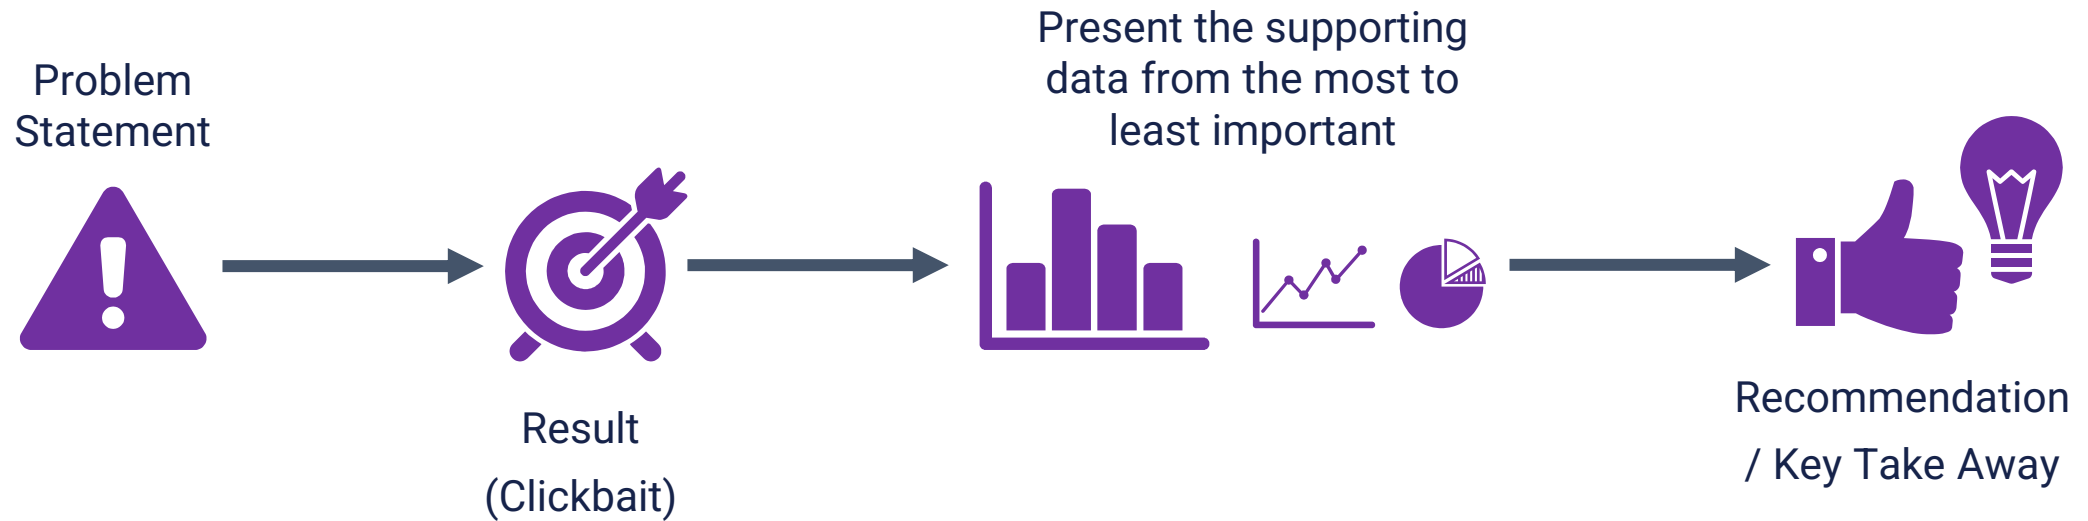 Problem
Statement
Result
(Clickbait)
Present the supporting
data from the most to
least important
Recommendation
/ Key Take Away